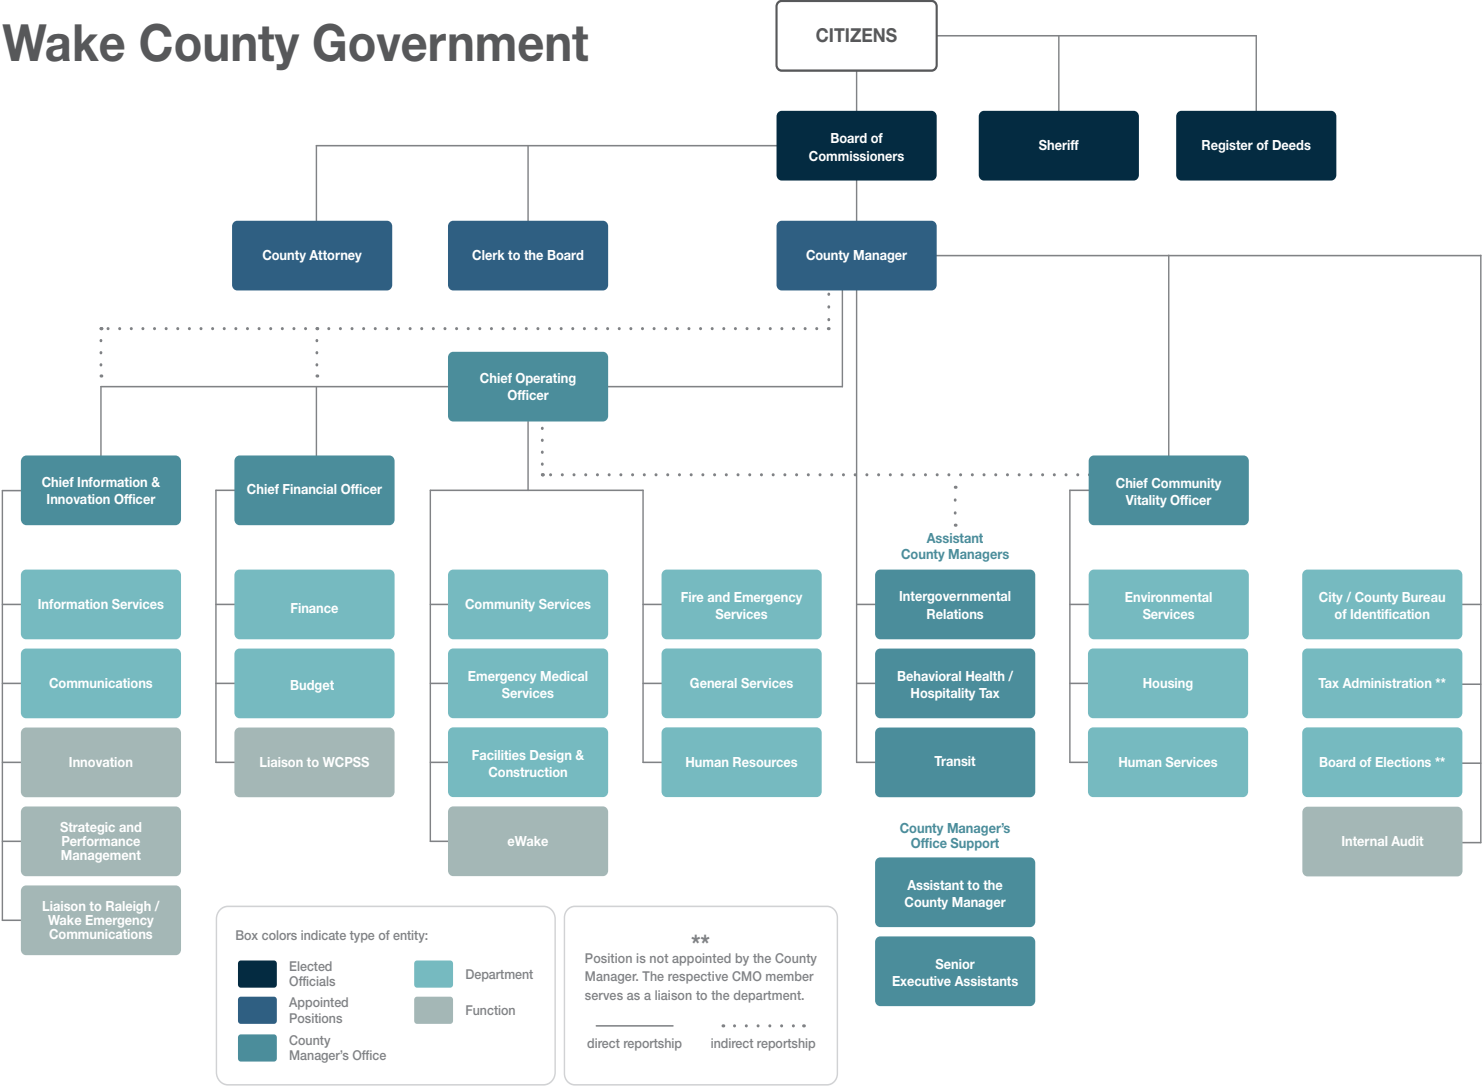 Wake County Government
CITIZENS
Board of
Commissioners
Sheriff
Register of Deeds
County Attorney
Clerk to the Board
County Manager
Chief Operating
Officer
Chief Information &
Innovation Officer
Chief Financial Officer
Chief Community
Vitality Officer
Information Services
Communications
Innovation
Strategic and
Performance
Management
Liaison to Raleigh /
Wake Emergency
Communications
Finance
Budget
Liaison to WCPSS
Community Services
Emergency Medical
Services
Facilities Design &
Construction
eWake
Fire and Emergency
Services
General Services
Human Resources
Assistant
County Managers
Intergovernmental
Relations
Behavioral Health /
Hospitality Tax
Transit
County Manager’s
Office Support
Assistant to the
County Manager
Senior
Executive Assistants
Environmental
Services
Housing
Human Services
City / County Bureau
of Identification
Tax Administration **
Board of Elections **
Internal Audit
Box colors indicate type of entity:
Elected
Officials
Appointed
Positions
County
Manager’s Office
Department
Function
**
Position is not appointed by the County
Manager. The respective CMO member
serves as a liaison to the department.
direct reportship
indirect reportship